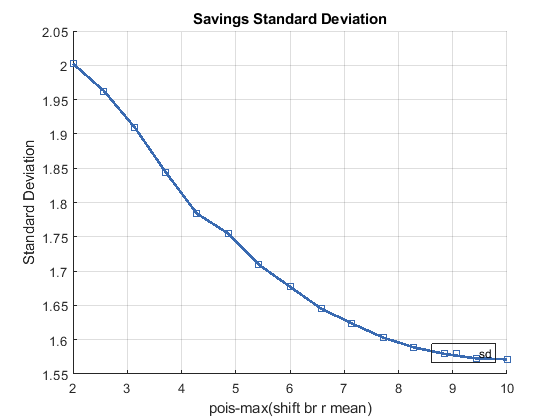 Savings Standard Deviation
2.05
2
1.95
1.9
1.85
1.8
1.75
1.7
1.65
1.6
1.55
Standard Deviation
sd
2 3 4 5 6 7 8 9 10
pois-max(shift br r mean)